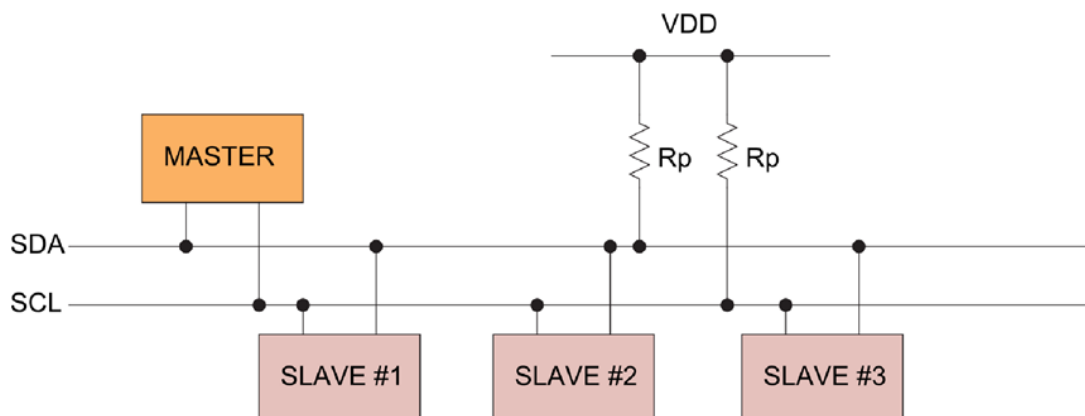 VDD
MASTER
Rp
Rp
SDA
SCL
SLAVE #1
SLAVE #2
SLAVE #3